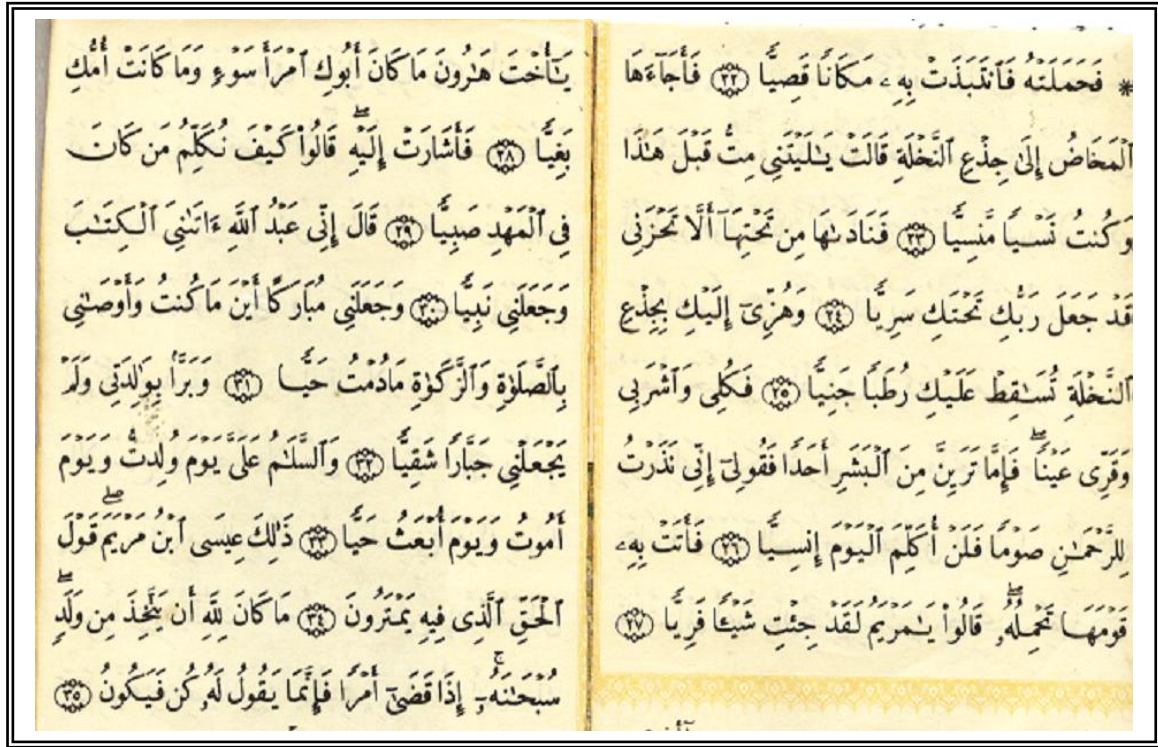 * فَحَمَلَتْهُ فَٱنتَبَذَتْ بِهِۦ مَكَانًا قَصِيًّا ﴿٢٢﴾ فَأَجَآءَهَا
ٱلْمَخَاضُ إِلَىٰ جِذْعِ ٱلنَّخْلَةِ قَالَتْ يَـٰلَيْتَنِى مِتُّ قَبْلَ هَـٰذَا
وَكُنتُ نَسْيًا مَّنسِيًّا ﴿٢٣﴾ فَنَادَىٰهَا مِن تَحْتِهَآ أَلَّا تَحْزَنِى
قَدْ جَعَلَ رَبُّكِ تَحْتَكِ سَرِيًّا ﴿٢٤﴾ وَهُزِّىٓ إِلَيْكِ بِجِذْعِ
ٱلنَّخْلَةِ تُسَـٰقِطْ عَلَيْكِ رُطَبًا جَنِيًّا ﴿٢٥﴾ فَكُلِى وَٱشْرَبِى
وَقَرِّى عَيْنًا ۖ فَإِمَّا تَرَيِنَّ مِنَ ٱلْبَشَرِ أَحَدًا فَقُولِىٓ إِنِّى نَذَرْتُ
لِلرَّحْمَـٰنِ صَوْمًا فَلَنْ أُكَلِّمَ ٱلْيَوْمَ إِنسِيًّا ﴿٢٦﴾ فَأَتَتْ بِهِۦ
قَوْمَهَا تَحْمِلُهُۥ ۖ قَالُوا۟ يَـٰمَرْيَمُ لَقَدْ جِئْتِ شَيْـًٔا فَرِيًّا ﴿٢٧﴾
يَـٰٓأُخْتَ هَـٰرُونَ مَا كَانَ أَبُوكِ ٱمْرَأَ سَوْءٍ وَمَا كَانَتْ أُمُّكِ
بَغِيًّا ﴿٢٨﴾ فَأَشَارَتْ إِلَيْهِ ۖ قَالُوا۟ كَيْفَ نُكَلِّمُ مَن كَانَ
فِى ٱلْمَهْدِ صَبِيًّا ﴿٢٩﴾ قَالَ إِنِّى عَبْدُ ٱللَّهِ ءَاتَىٰنِىَ ٱلْكِتَـٰبَ
وَجَعَلَنِى نَبِيًّا ﴿٣٠﴾ وَجَعَلَنِى مُبَارَكًا أَيْنَ مَا كُنتُ وَأَوْصَـٰنِى
بِٱلصَّلَوٰةِ وَٱلزَّكَوٰةِ مَا دُمْتُ حَيًّا ﴿٣١﴾ وَبَرًّۢا بِوَٰلِدَتِى وَلَمْ
يَجْعَلْنِى جَبَّارًا شَقِيًّا ﴿٣٢﴾ وَٱلسَّلَـٰمُ عَلَىَّ يَوْمَ وُلِدتُّ وَيَوْمَ
أَمُوتُ وَيَوْمَ أُبْعَثُ حَيًّا ﴿٣٣﴾ ذَٰلِكَ عِيسَى ٱبْنُ مَرْيَمَ ۖ قَوْلَ
ٱلْحَقِّ ٱلَّذِى فِيهِ يَمْتَرُونَ ﴿٣٤﴾ مَا كَانَ لِلَّهِ أَن يَتَّخِذَ مِن وَلَدٍ ۖ
سُبْحَـٰنَهُۥٓ ۚ إِذَا قَضَىٰٓ أَمْرًا فَإِنَّمَا يَقُولُ لَهُۥ كُن فَيَكُونُ ﴿٣٥﴾